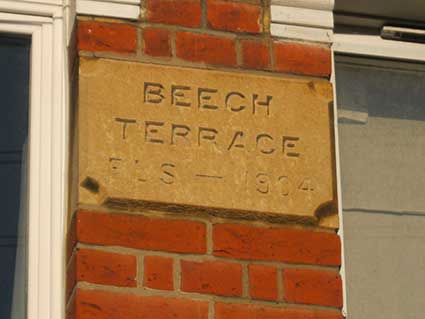 BEECH
TERRACE
F L S — 1904